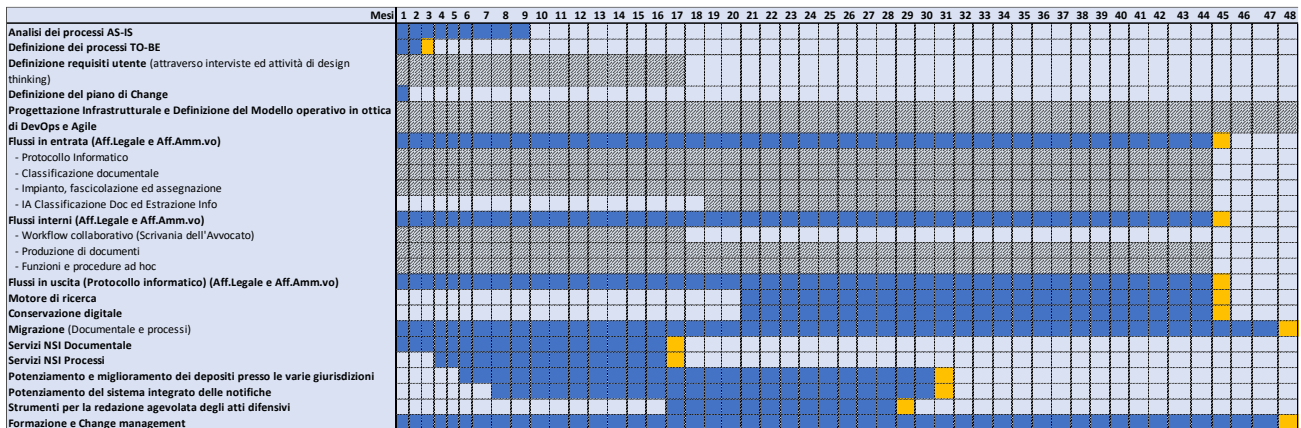 Mesi 1 2 3 4 5 6 7 8 9 10 11 12 13 14 15 16 17 18 19 20 21 22 23 24 25 26 27 28 29 30 31 32 33 34 35 36 37 38 39 40 41 42 43 44 45 46 47 48
Analisi dei processi AS-IS
Definizione dei processi TO-BE
Definizione requisiti utente (attraverso interviste ed attività di design
thinking)
Definizione del piano di Change
Progettazione Infrastrutturale e Definizione del Modello operativo in ottica
di DevOps e Agile
Flussi in entrata (Aff.Legale e Aff.Amm.vo)
- Protocollo Informatico
- Classificazione documentale
- Impianto, fascicolazione ed assegnazione
- IA Classificazione Doc ed Estrazione Info
Flussi interni (Aff.Legale e Aff.Amm.vo)
- Workflow collaborativo (Scrivania dell'Avvocato)
- Produzione di documenti
- Funzioni e procedure ad hoc
Flussi in uscita (Protocollo informatico) (Aff.Legale e Aff.Amm.vo)
Motore di ricerca
Conservazione digitale
Migrazione (Documentale e processi)
Servizi NSI Documentale
Servizi NSI Processi
Potenziamento e miglioramento dei depositi presso le varie giurisdizioni
Potenziamento del sistema integrato delle notifiche
Strumenti per la redazione agevolata degli atti difensivi
Formazione e Change management